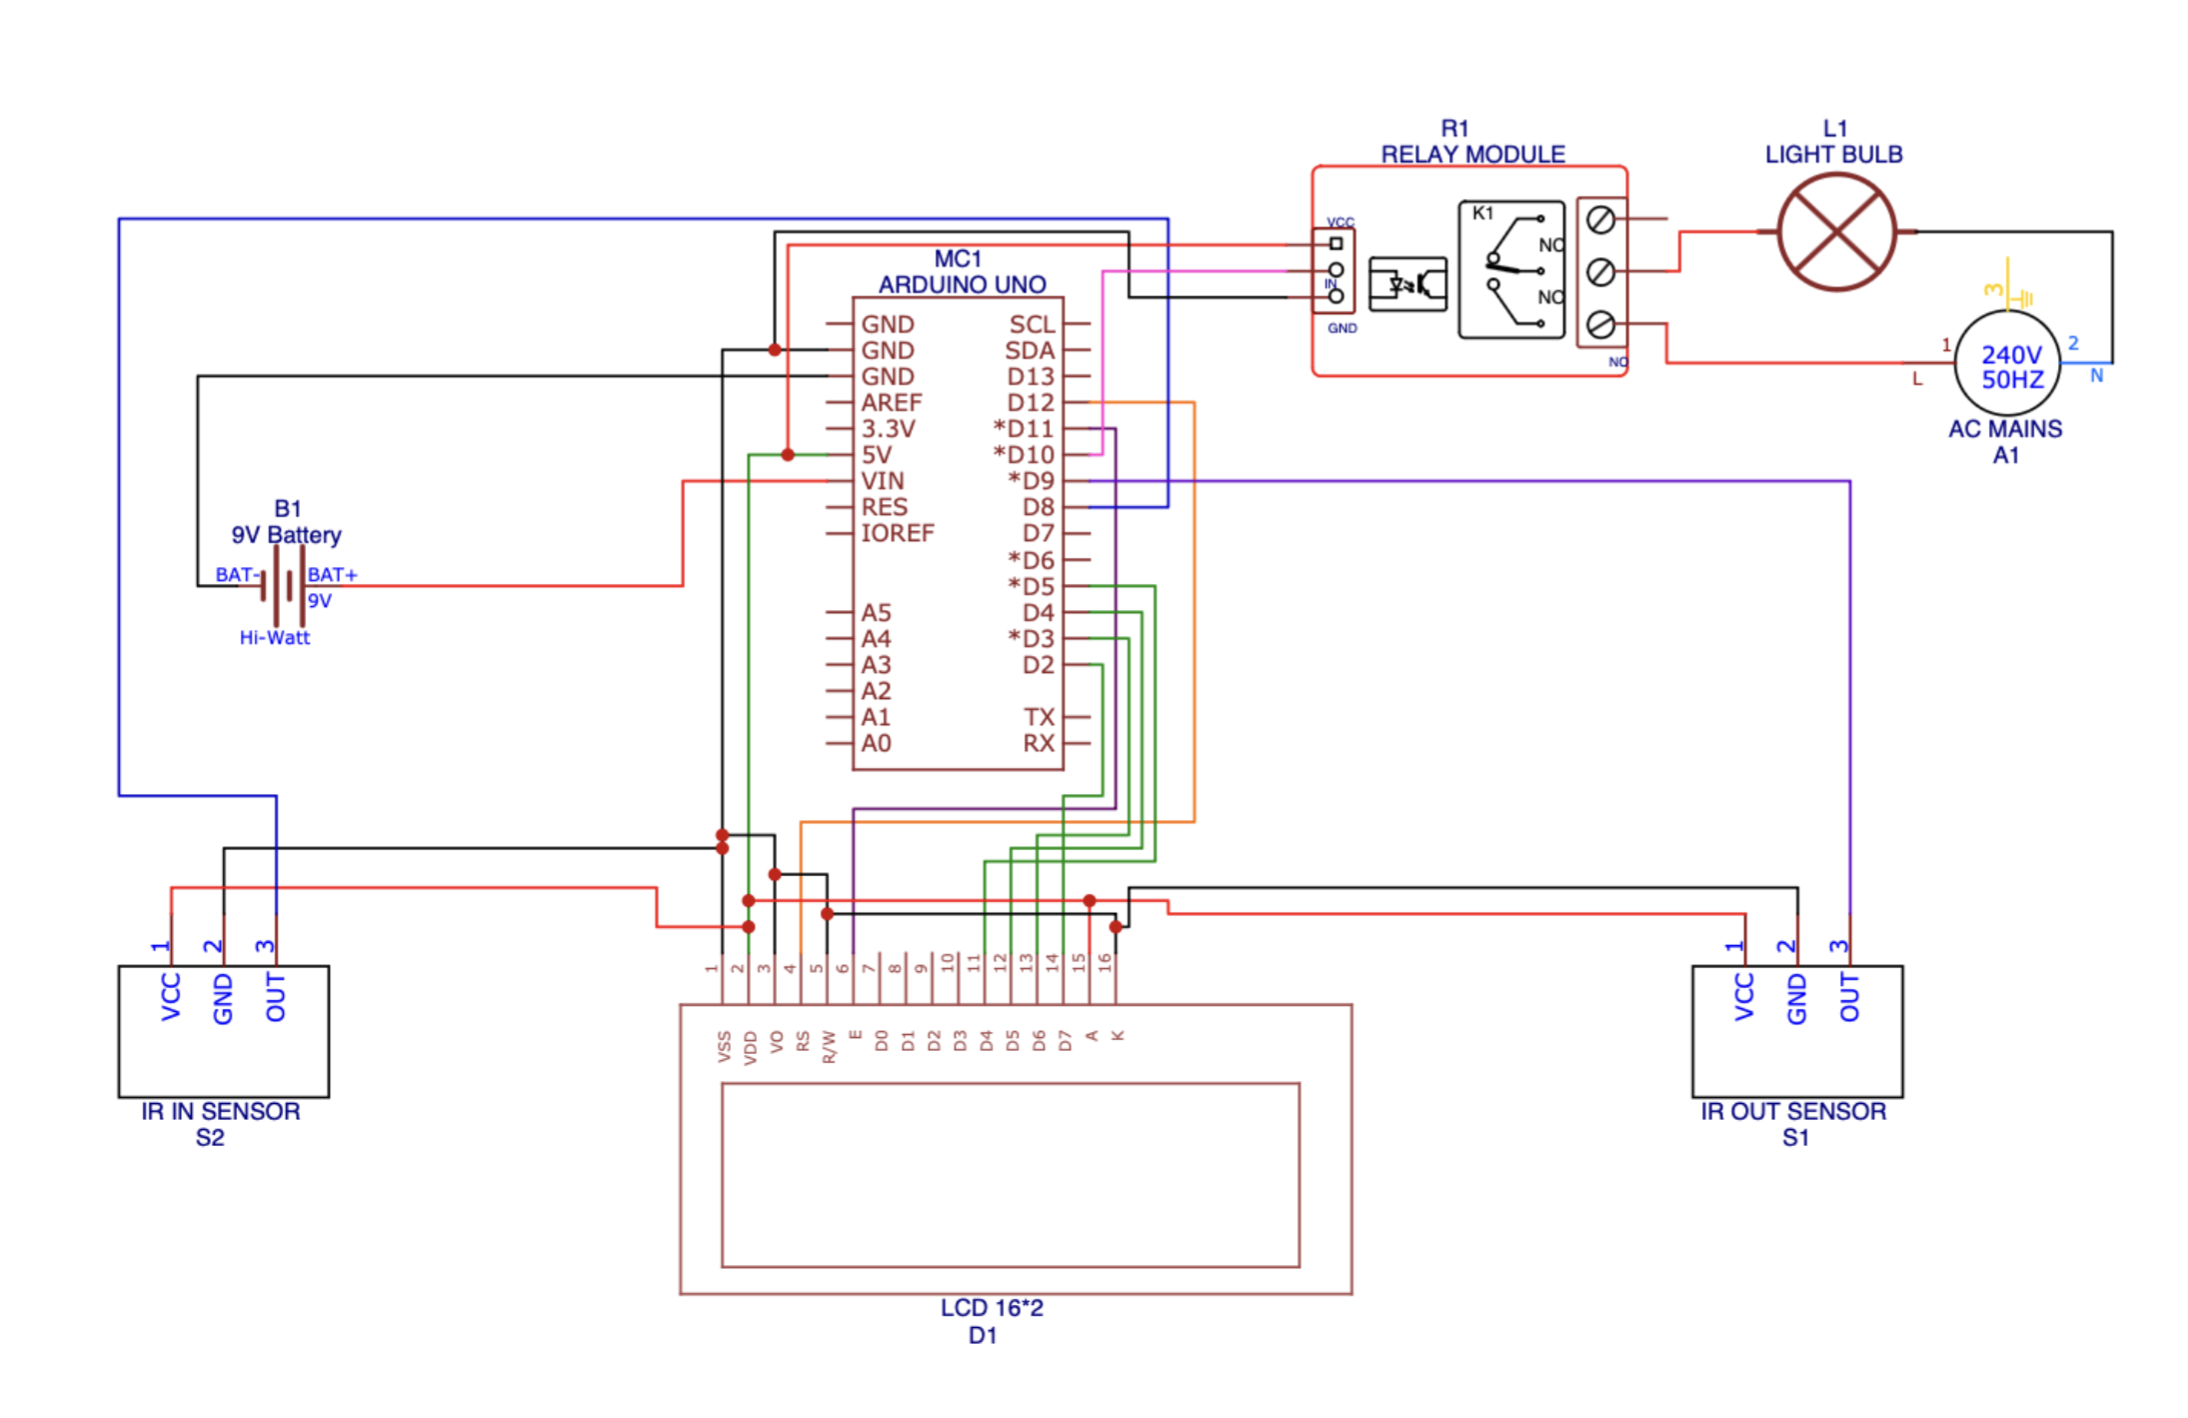 R1
RELAY MODULE
L1
LIGHT BULB
VCC
IN
GND
K1
NC
NO
NO
MC1
ARDUINO UNO
GND
GND
GND
AREF
3.3V
5V
VIN
RES
IOREF
A5
A4
A3
A2
A1
A0
SCL
SDA
D13
D12
*D11
*D10
*D9
D8
D7
*D6
*D5
D4
*D3
D2
TX
RX
3
1
L
240V
50HZ
2
N
AC MAINS
A1
B1
9V Battery
BAT-
BAT+
9V
Hi-Watt
1 2 3
VCC GND OUT
IR IN SENSOR
S2
1 2 3 4 5 6 7 8 9 10 11 12 13 14 15 16
VSS VDD VO RS R/W E D0 D1 D2 D3 D4 D5 D6 D7 A K
LCD 16*2
D1
1 2 3
VCC GND OUT
IR OUT SENSOR
S1